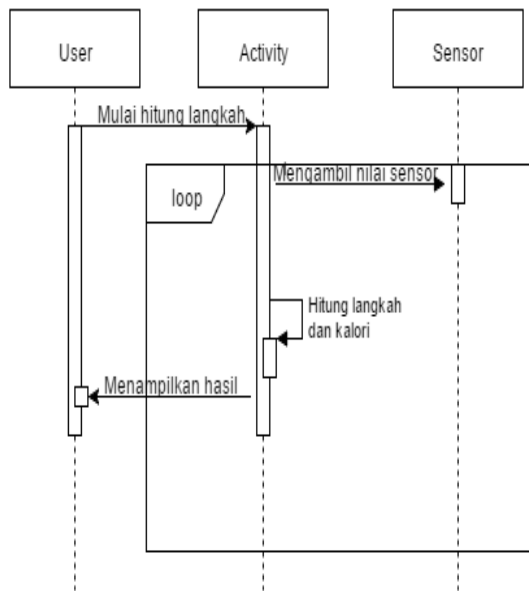 User
Activity
Sensor
Mulai hitung langkah
Mengambil nilai sensor
loop
Hitung langkah
dan kalori
Menampilkan hasil